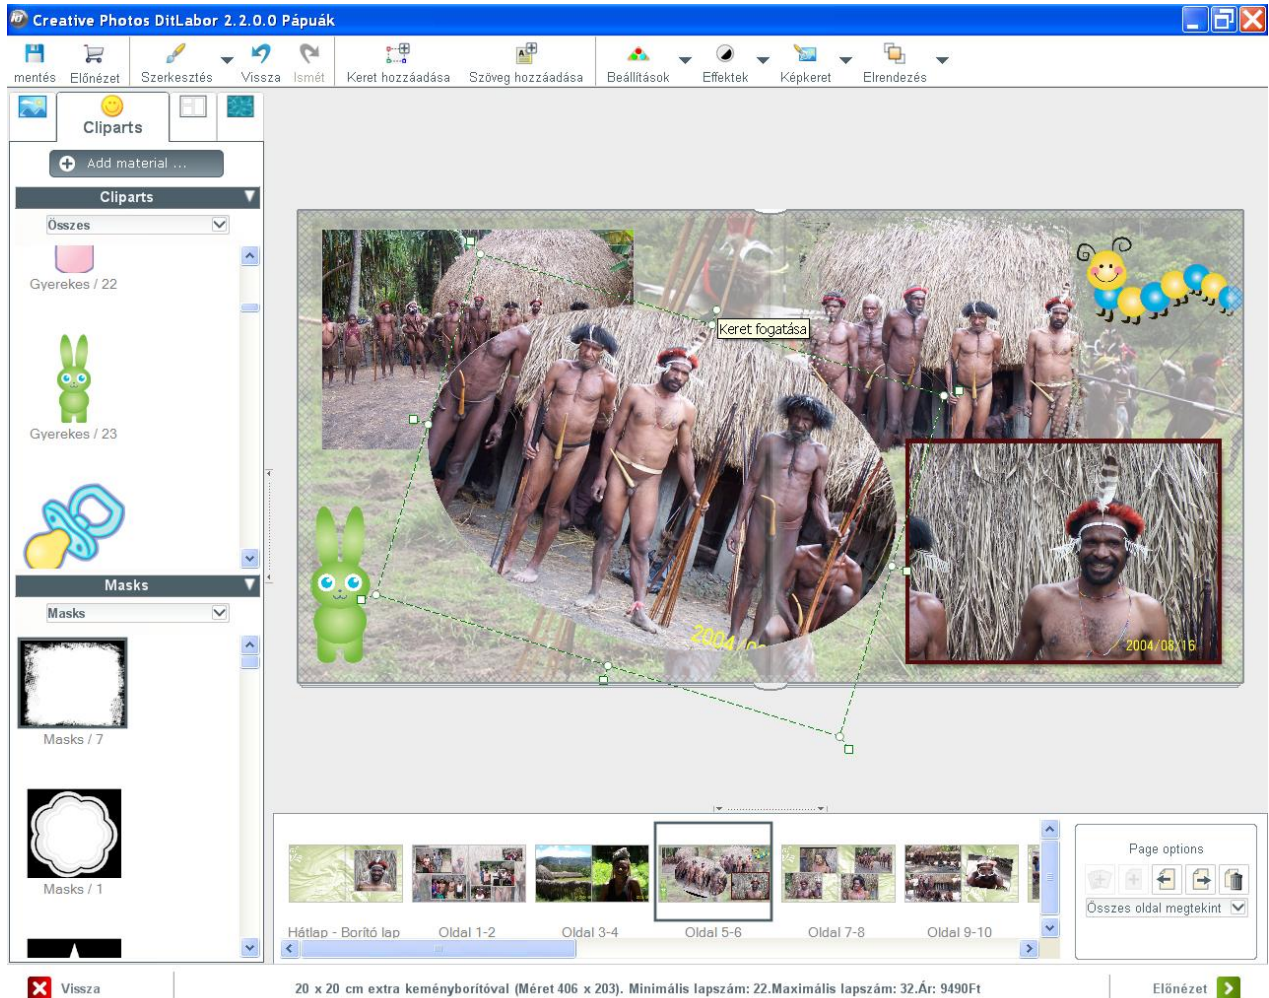 Creative Photos DitLabor 2.2.0.0 Pápuák
mentés Előnézet Szerkesztés Vissza Ismét Keret hozzáadása Szöveg hozzáadása Beállítások Effektek Képkeret Elrendezés
Cliparts
Add material ...
Cliparts
Összes
Gyerekes / 22
Gyerekes / 23
Masks
Masks
Masks / 7
Masks / 1
Keret fogatása
2004/08/16
Hátlap - Borító lap Oldal 1-2 Oldal 3-4 Oldal 5-6 Oldal 7-8 Oldal 9-10
Page options
Összes oldal megtekint
Vissza
20 x 20 cm extra keményborítóval (Méret 406 x 203). Minimális lapszám: 22.Maximális lapszám: 32.Ár: 9490Ft
Előnézet